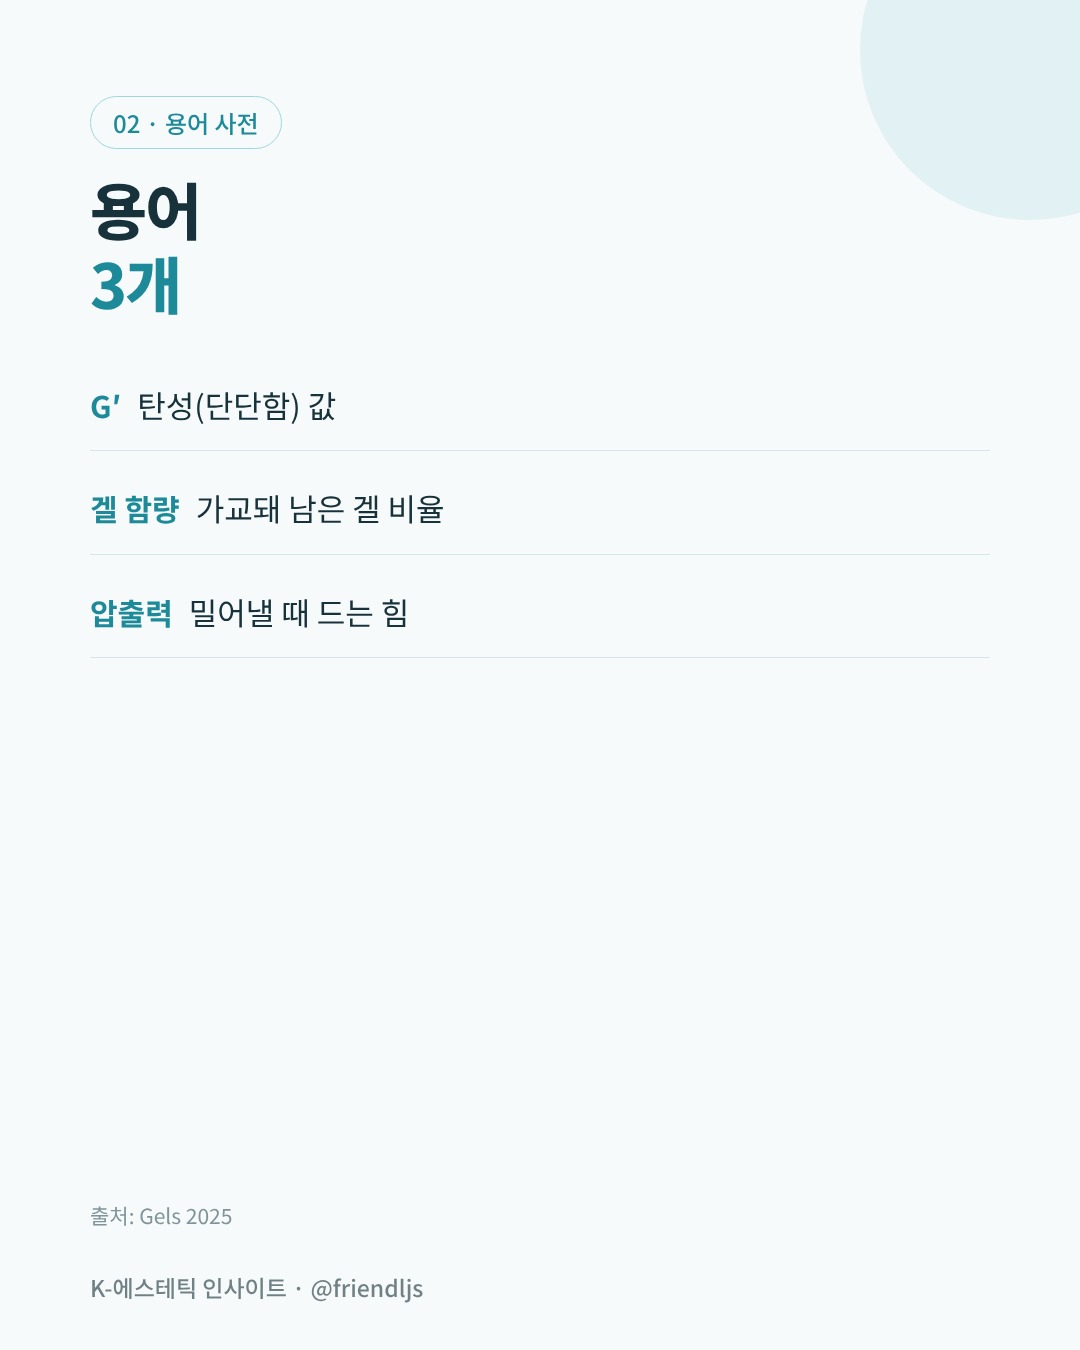 02 · 용어 사전
용어
3개
G′ 탄성(단단함) 값
겔 함량 가교돼 남은 겔 비율
압출력 밀어낼 때 드는 힘
출처: Gels 2025
K-에스테틱 인사이트 · @friendljs